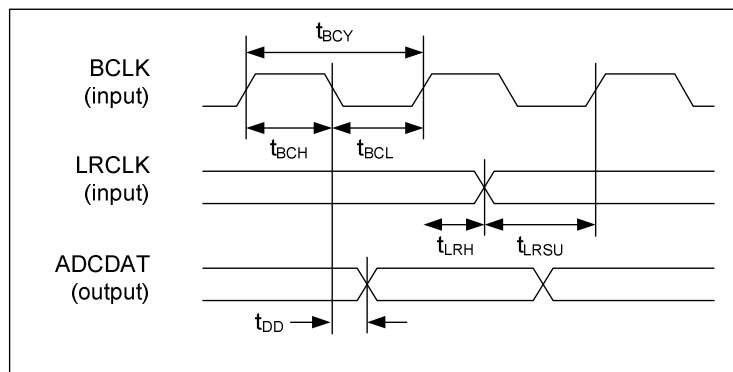 tBCY
BCLK
(input)
tBCH
tBCL
LRCLK
(input)
tLRH
tLRSU
ADCDAT
(output)
tDD